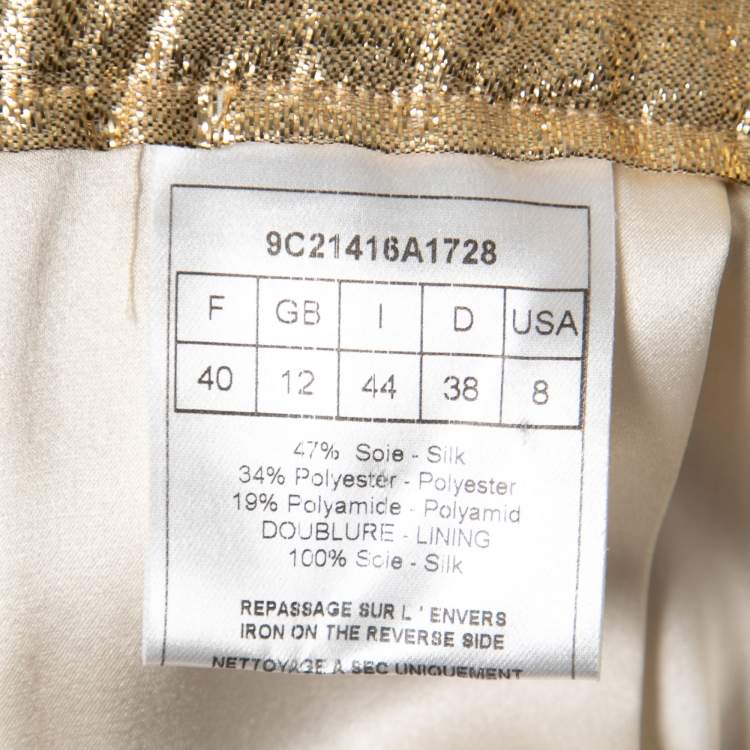 9C21416A1728
F GB I D USA
40 12 44 38 8
47% Soie - Silk
34% Polyester - Polyester
19% Polyamide - Polyamid
DOUBLURE - LINING
100% Soie - Silk
REPASSAGE SUR L ' ENVERS
IRON ON THE REVERSE SIDE
NETTOYAGE A SEC UNIQUEMENT